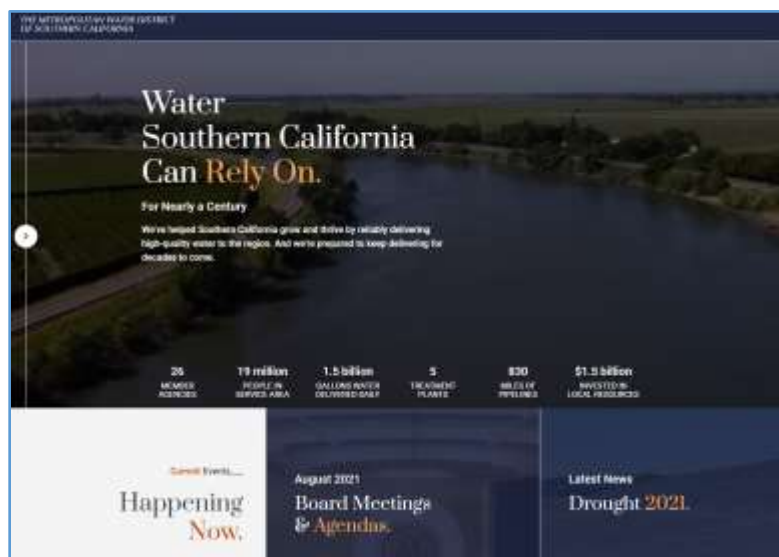 THE METROPOLITAN WATER DISTRICT
OF SOUTHERN CALIFORNIA
Water
Southern California
Can Rely On.
For Nearly a Century
We've helped Southern California grow and thrive by reliably delivering
high-quality water to the region. And we're prepared to keep delivering for
decades to come.
26
MEMBER
AGENCIES
19 million
PEOPLE IN
SERVICE AREA
1.5 billion
GALLONS WATER
DELIVERED DAILY
5
TREATMENT
PLANTS
830
MILES OF
PIPELINES
$1.5 billion
INVESTED IN
LOCAL RESOURCES
Current Events
Happening
Now.
August 2021
Board Meetings
& Agendas.
Latest News
Drought 2021.